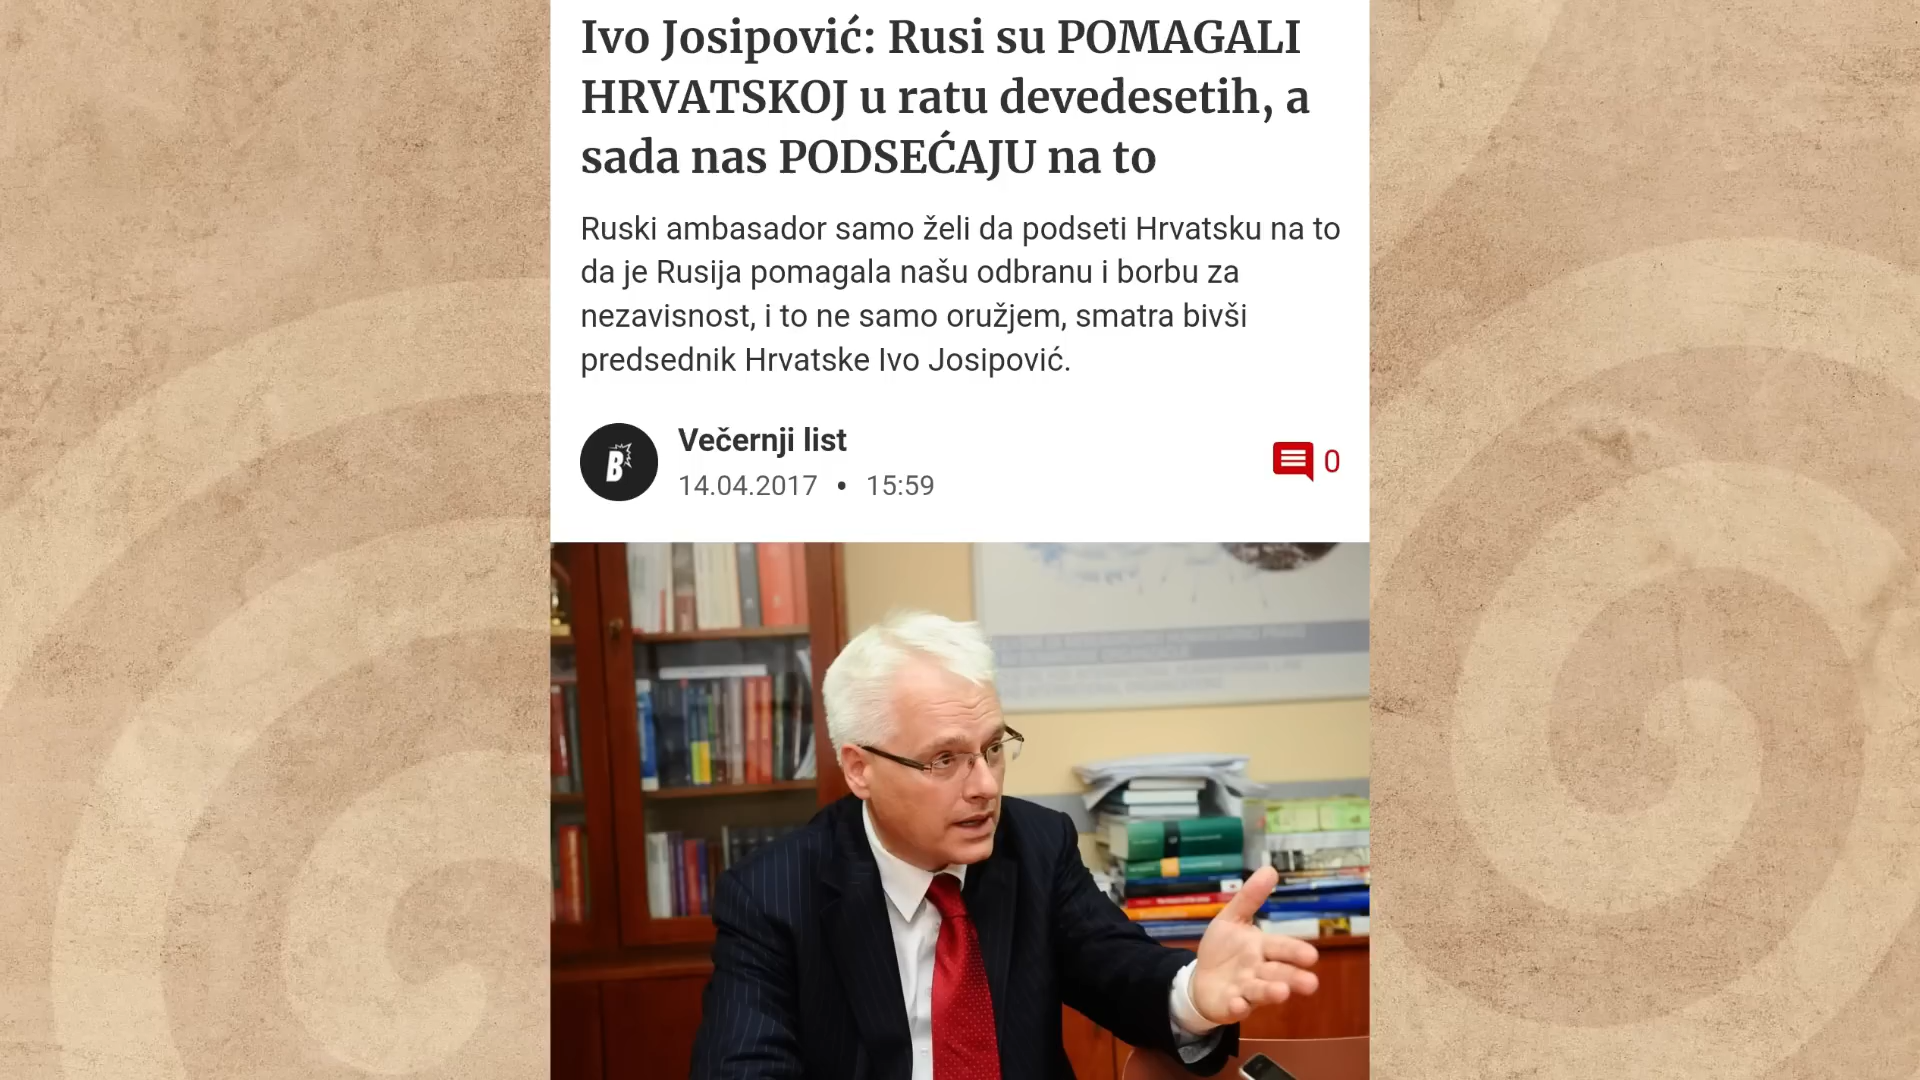 Ivo Josipović: Rusi su POMAGALI
HRVATSKOJ u ratu devedesetih, a
sada nas PODSEĆAJU na to
Ruski ambasador samo želi da podseti Hrvatsku na to
da je Rusija pomagala našu odbranu i borbu za
nezavisnost, i to ne samo oružjem, smatra bivši
predsednik Hrvatske Ivo Josipović.
B
Večernji list
14.04.2017 • 15:59
0